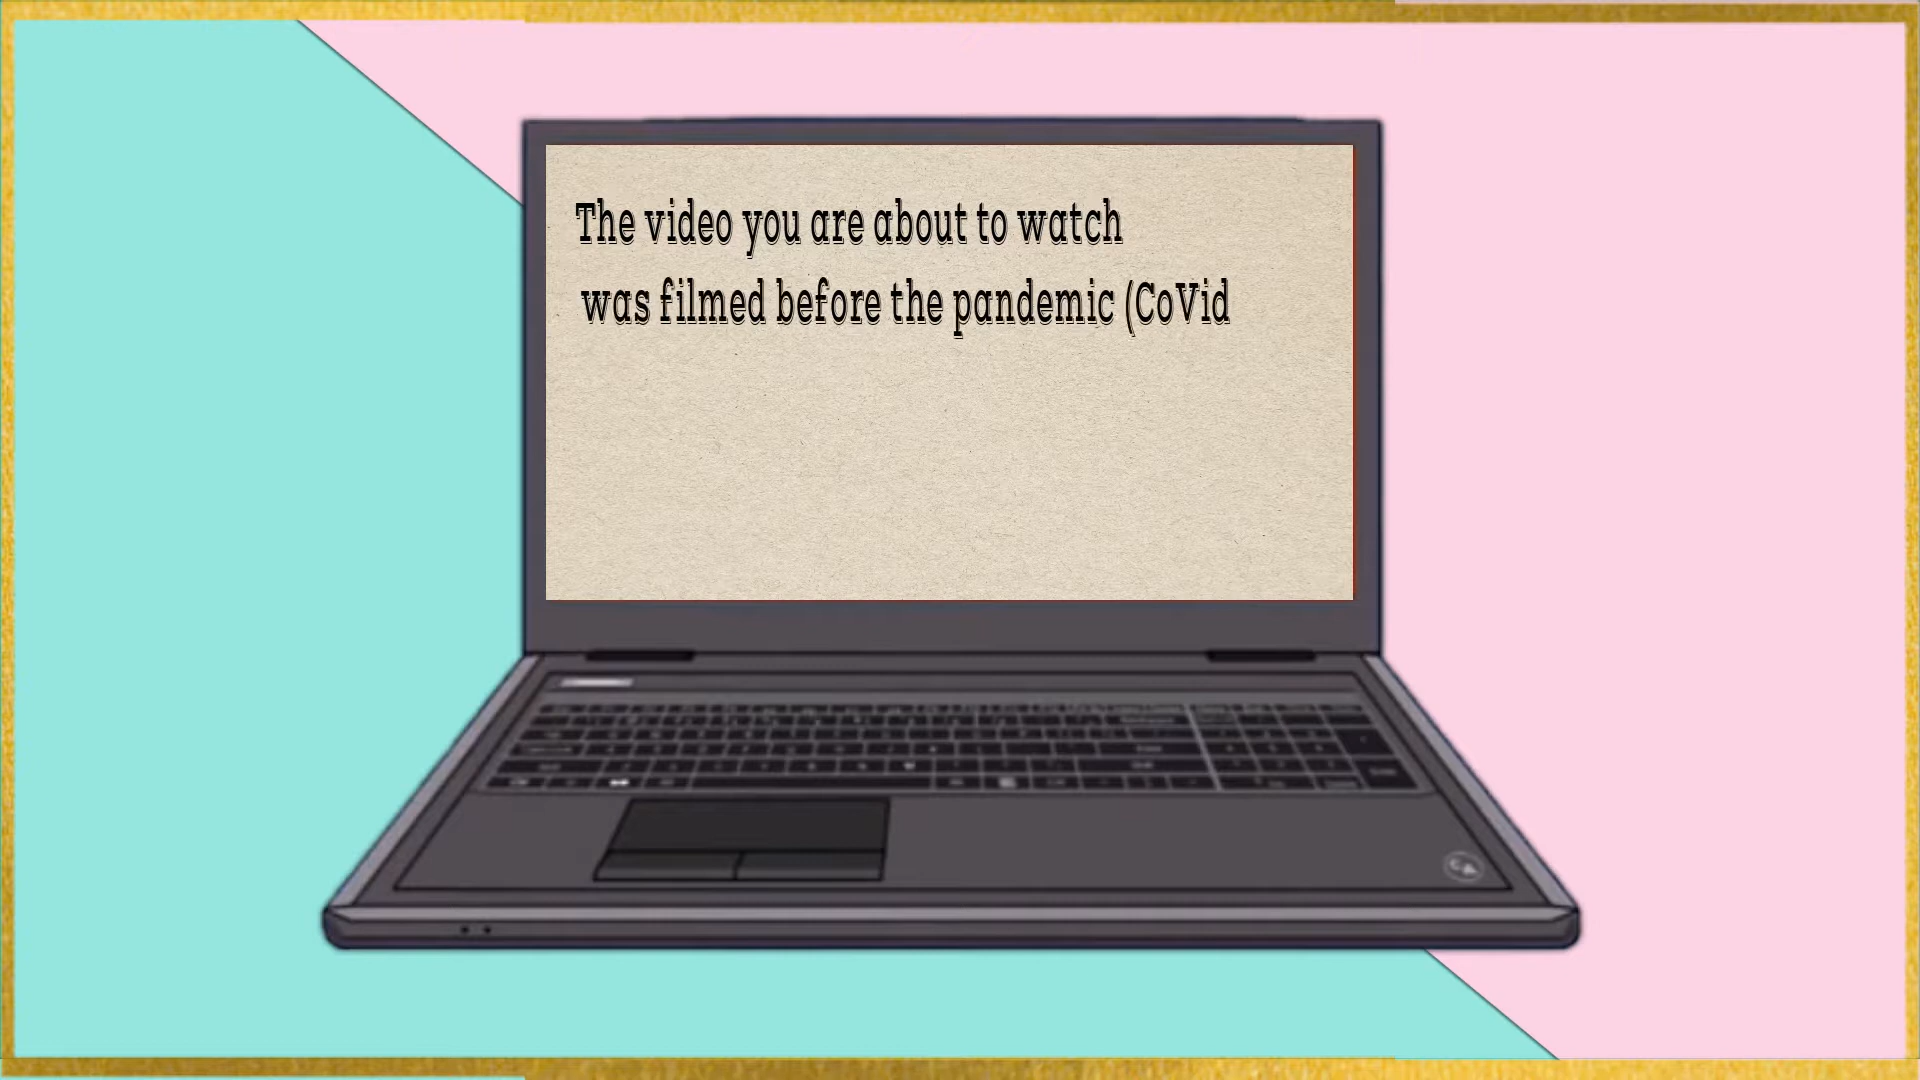 The video you are about to watch
was filmed before the pandemic (CoVid